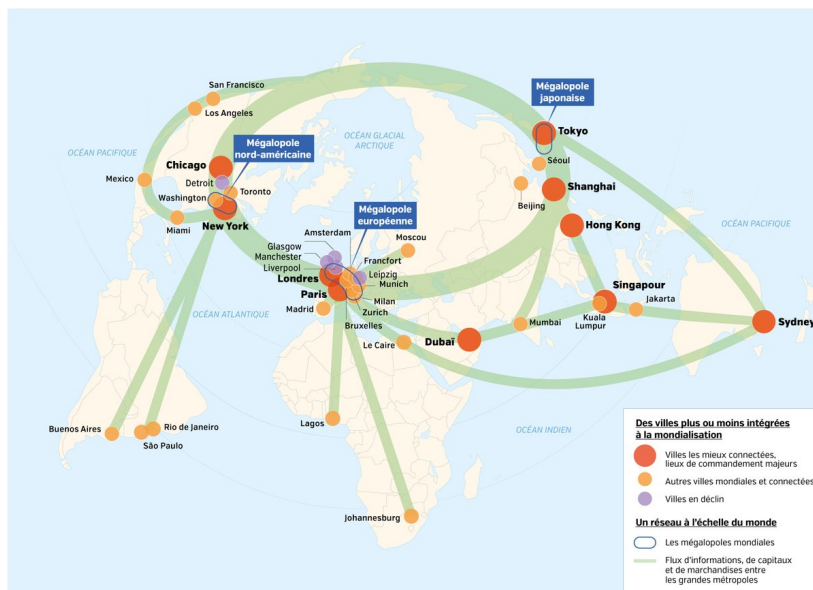 San Francisco
Los Angeles
Mégalopole
japonaise
Tokyo
OCÉAN GLACIAL
ARCTIQUE
OCÉAN PACIFIQUE
Mégalopole
nord-américaine
Chicago
Séoul
Mexico
Detroit
Toronto
Shanghai
Washington
Beijing
Mégalopole
européenne
Miami
New York
Hong Kong
OCÉAN PACIFIQUE
Amsterdam
Moscou
Glasgow
Manchester
Francfort
Liverpool
Leipzig
Londres
Munich
Paris
Milan
Singapour
Jakarta
OCÉAN ATLANTIQUE
Madrid
Zurich
Kuala
Lumpur
Bruxelles
Mumbai
Sydney
Le Caire
Dubaï
Buenos Aires
Rio de Janeiro
Lagos
OCÉAN INDIEN
São Paulo
Johannesburg
Des villes plus ou moins intégrées
à la mondialisation
Villes les mieux connectées,
lieux de commandement majeurs
Autres villes mondiales et connectées
Villes en déclin
Un réseau à l'échelle du monde
Les mégalopoles mondiales
Flux d'informations, de capitaux
et de marchandises entre
les grandes métropoles